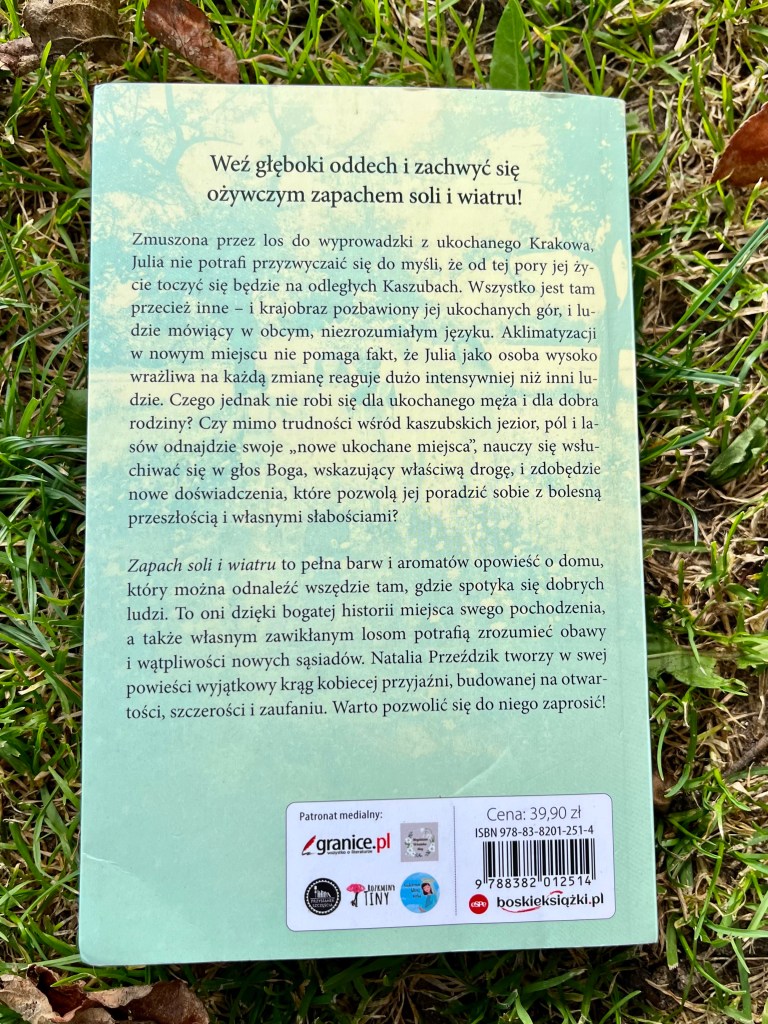 Weź głęboki oddech i zachwyć się
ożywczym zapachem soli i wiatru!
Zmuszona przez los do wyprowadzki z ukochanego Krakowa,
Julia nie potrafi przyzwyczaić się do myśli, że od tej pory jej ży-
cie toczyć się będzie na odległych Kaszubach. Wszystko jest tam
przecież inne – i krajobraz pozbawiony jej ukochanych gór, i lu-
dzie mówiący w obcym, niezrozumiałym języku. Aklimatyzacji
w nowym miejscu nie pomaga fakt, że Julia jako osoba wysoko
wrażliwa na każdą zmianę reaguje dużo intensywniej niż inni lu-
dzie. Czego jednak nie robi się dla ukochanego męża i dla dobra
rodziny? Czy mimo trudności wśród kaszubskich jezior, pól i la-
sów odnajdzie swoje „nowe ukochane miejsca”, nauczy się wsłu-
chiwać się w głos Boga, wskazujący właściwą drogę, i zdobędzie
nowe doświadczenia, które pozwolą jej poradzić sobie z bolesną
przeszłością i własnymi słabościami?
Zapach soli i wiatru to pełna barw i aromatów opowieść o domu,
który można odnaleźć wszędzie tam, gdzie spotyka się dobrych
ludzi. To oni dzięki bogatej historii miejsca swego pochodzenia,
a także własnym zawikłanym losom potrafią zrozumieć obawy
i wątpliwości nowych sąsiadów. Natalia Przeździk tworzy w swej
powieści wyjątkowy krąg kobiecej przyjaźni, budowanej na otwar-
tości, szczerości i zaufaniu. Warto pozwolić się do niego zaprosić!
Patronat medialny:
granice.pl
wszystko o literaturze
TINY
Cena: 39,90 zł
ISBN 978-83-8201-251-4
9 788382 012514
eSPe
boskieksiążki.pl